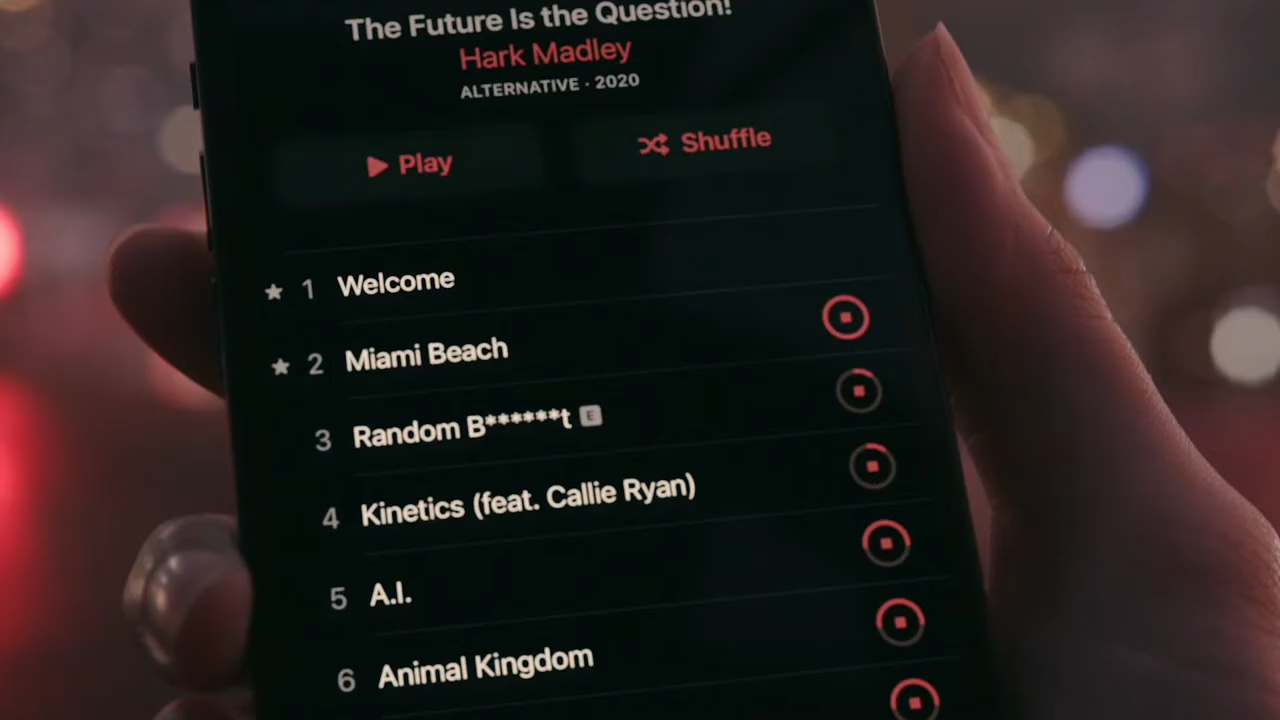 The Future Is the Question!
Hark Madley
ALTERNATIVE · 2020
Play
Shuffle
★ 1 Welcome
★ 2 Miami Beach
3 Random B******t E
4 Kinetics (feat. Callie Ryan)
5 A.I.
6 Animal Kingdom